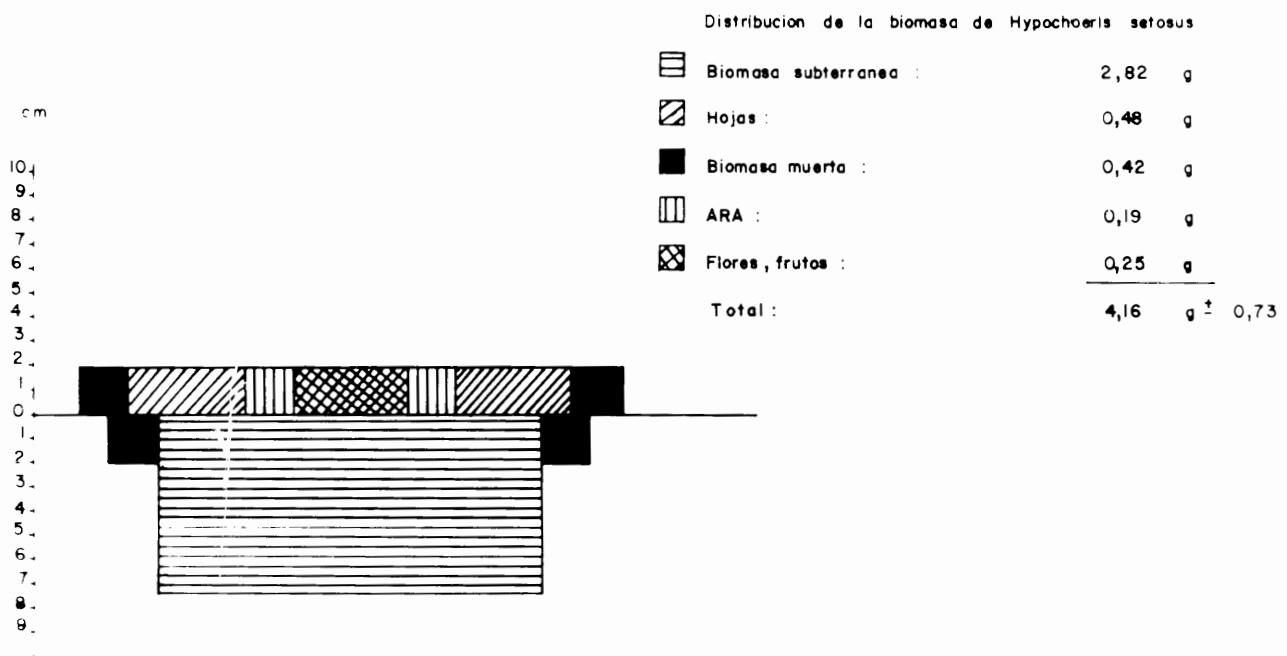 Distribucion de la biomasa de Hypochoeris setosus
Biomasa subterranea : 2,82 g
Hojas : 0,48 g
Biomasa muerta : 0,42 g
ARA : 0,19 g
Flores, frutos : 0,25 g
Total : 4,16 g ± 0,73
cm
10
9
8
7
6
5
4
3
2
1
0
1
2
3
4
5
6
7
8
9